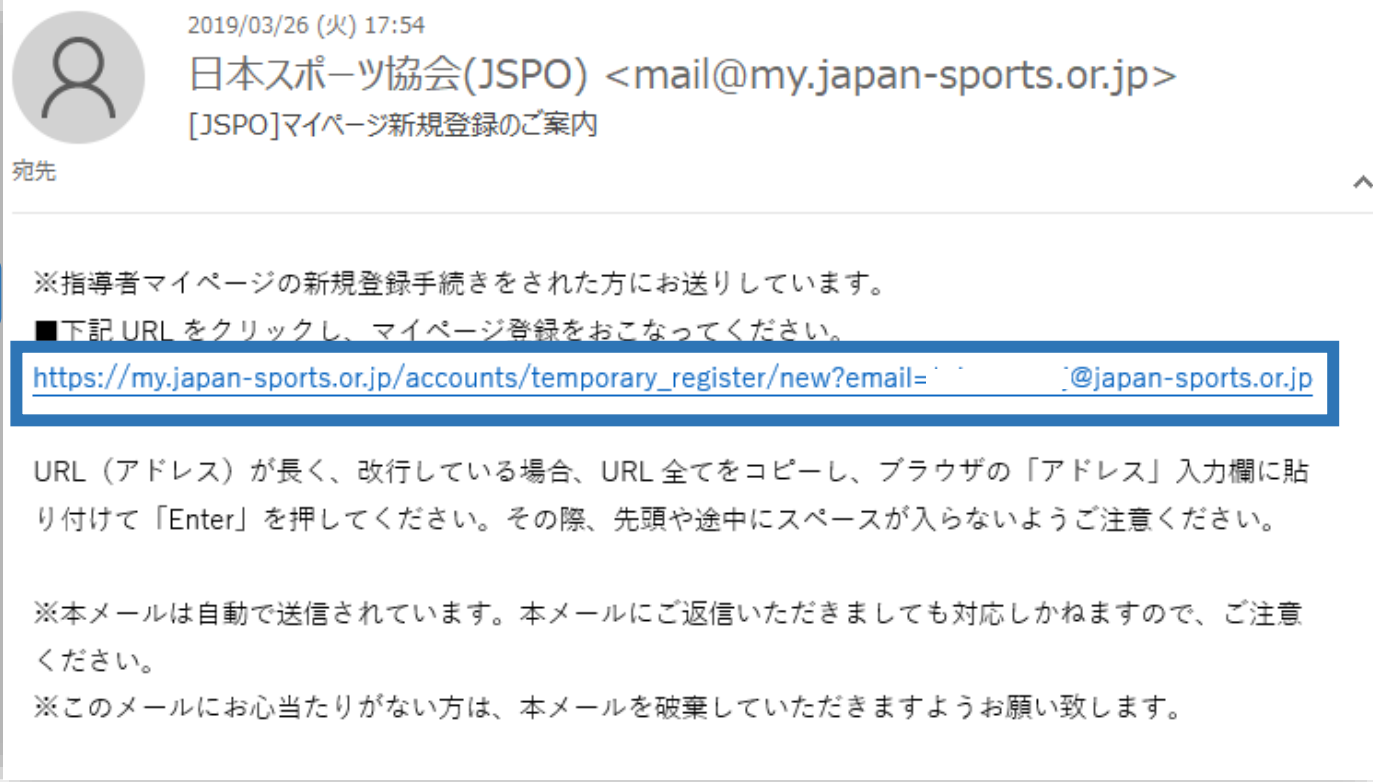 2019/03/26 (火) 17:54
日本スポーツ協会(JSPO) <mail@my.japan-sports.or.jp>
[JSPO]マイページ新規登録のご案内
宛先
※指導者マイページの新規登録手続きをされた方にお送りしています。
■下記 URL をクリックし、マイページ登録をおこなってください。
https://my.japan-sports.or.jp/accounts/temporary_register/new?email= @japan-sports.or.jp
URL（アドレス）が長く、改行している場合、URL 全てをコピーし、ブラウザの「アドレス」入力欄に貼
り付けて「Enter」を押してください。その際、先頭や途中にスペースが入らないようご注意ください。
※本メールは自動で送信されています。本メールにご返信いただきましても対応しかねますので、ご注意
ください。
※このメールにお心当たりがない方は、本メールを破棄していただきますようお願い致します。